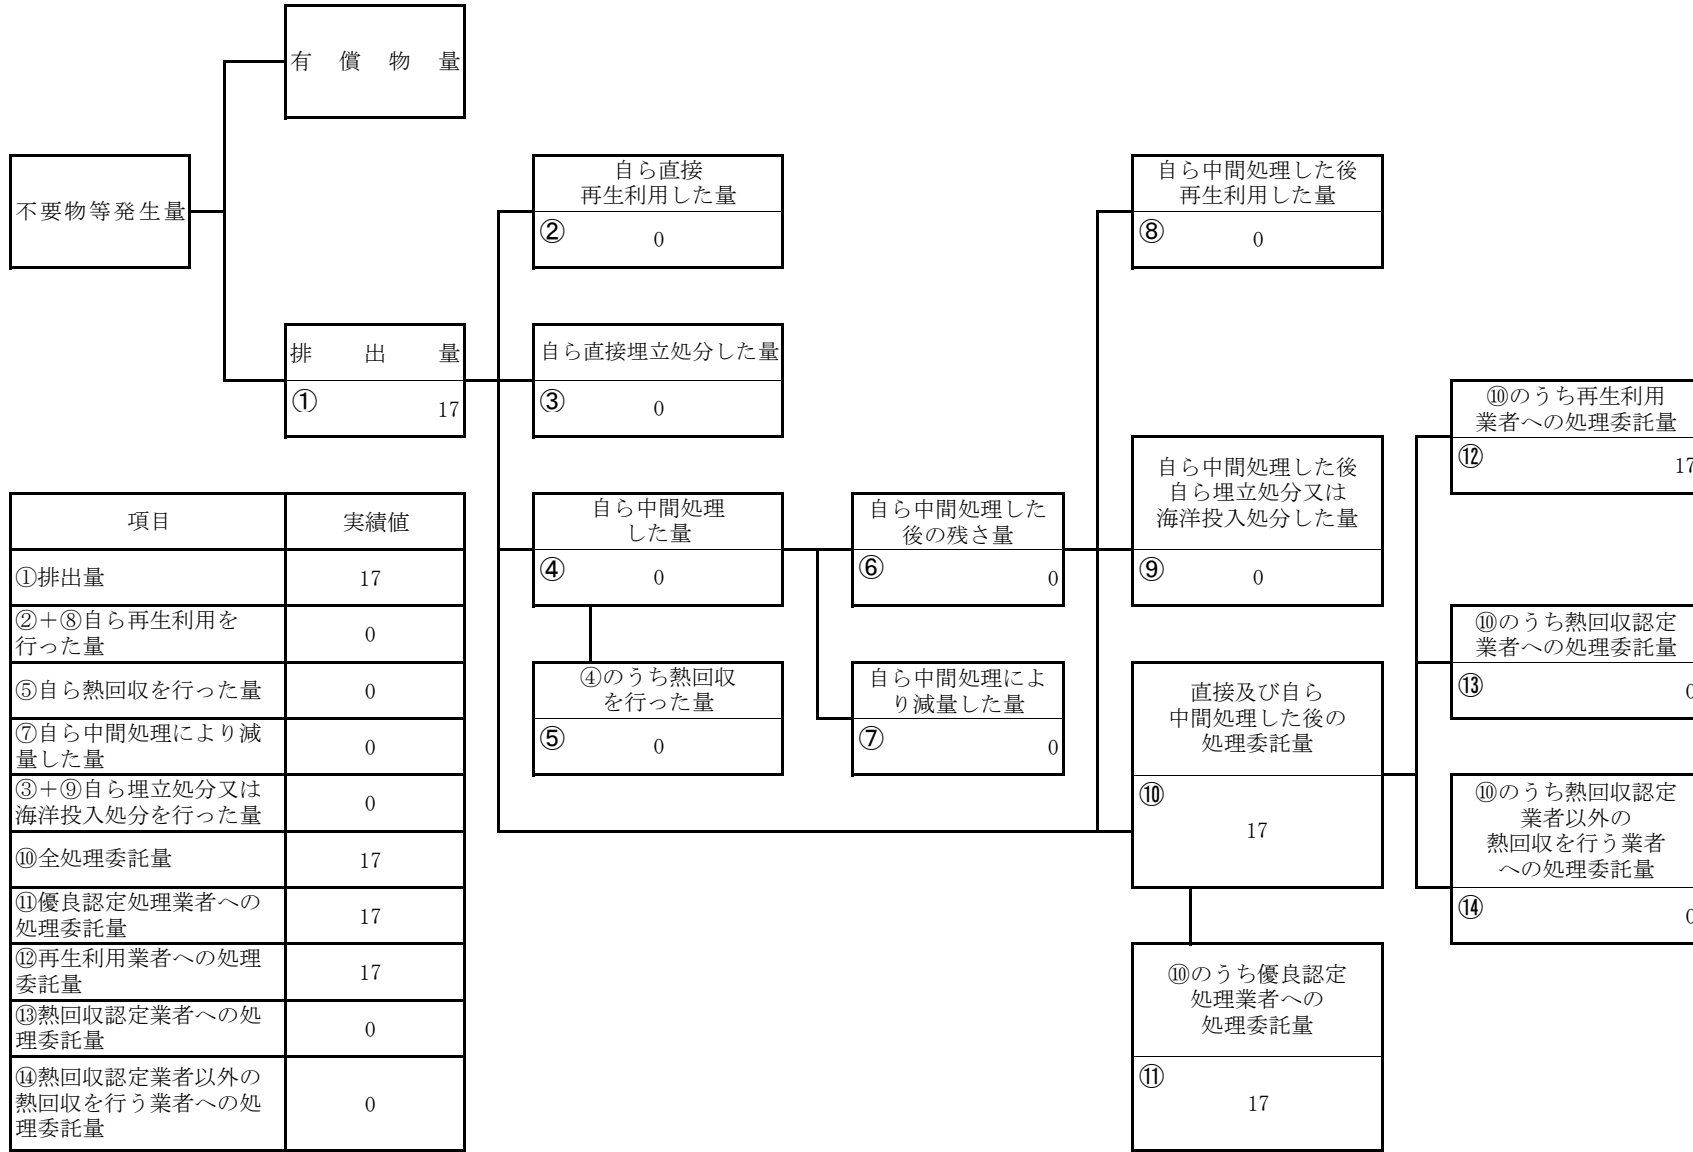 有償物量
不要物等発生量
排出量
① 17
自ら直接
再生利用した量
② 0
自ら直接埋立処分した量
③ 0
自ら中間処理
した量
④ 0
④のうち熱回収
を行った量
⑤ 0
自ら中間処理した
後の残さ量
⑥ 0
自ら中間処理によ
り減量した量
⑦ 0
自ら中間処理した後
再生利用した量
⑧ 0
自ら中間処理した後
自ら埋立処分又は
海洋投入処分した量
⑨ 0
直接及び自ら
中間処理した後の
処理委託量
⑩
17
⑩のうち優良認定
処理業者への
処理委託量
⑪
17
⑩のうち再生利用
業者への処理委託量
⑫ 17
⑩のうち熱回収認定
業者への処理委託量
⑬ 0
⑩のうち熱回収認定
業者以外の
熱回収を行う業者
への処理委託量
⑭ 0
項目 実績値
①排出量 17
②＋⑧自ら再生利用を
行った量 0
⑤自ら熱回収を行った量 0
⑦自ら中間処理により減
量した量 0
③＋⑨自ら埋立処分又は
海洋投入処分を行った量 0
⑩全処理委託量 17
⑪優良認定処理業者への
処理委託量 17
⑫再生利用業者への処理
委託量 17
⑬熱回収認定業者への処
理委託量 0
⑭熱回収認定業者以外の
熱回収を行う業者への処 0
理委託量